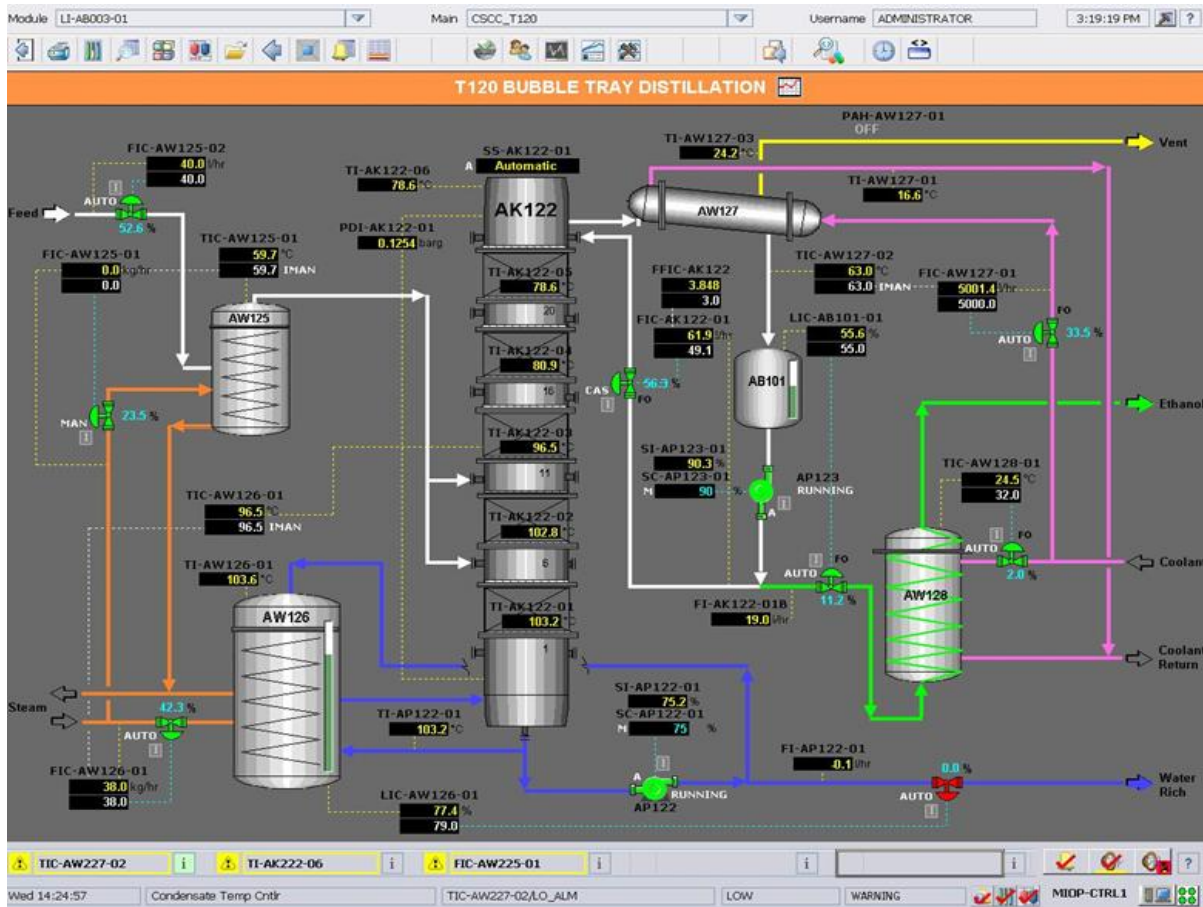 Module LI-AB003-01 Main CSCC_T120 Username ADMINISTRATOR 3:19:19 PM ?
T120 BUBBLE TRAY DISTILLATION
FIC-AW125-02
40.0 l/hr
40.0
AUTO
52.6 %
Feed
FIC-AW125-01
0.0 kg/hr
0.0
TIC-AW125-01
59.7 °C
59.7 IMAN
AW125
MAN
23.5 %
TIC-AW126-01
96.5 °C
96.5 IMAN
TI-AW126-01
103.6 °C
AW126
Steam
42.3 %
AUTO
FIC-AW126-01
38.0 kg/hr
38.0
LIC-AW126-01
77.4 %
79.0
TI-AP122-01
103.2 °C
SS-AK122-01
A Automatic
TI-AK122-06
78.6 °C
AK122
PDI-AK122-01
0.1254 barg
TI-AK122-05
78.6 °C
20
TI-AK122-04
80.9 °C
16
TI-AK122-03
96.5 °C
11
TI-AK122-02
102.8 °C
6
TI-AK122-01
103.2 °C
1
PAH-AW127-01
OFF
TI-AW127-03
24.2 °C
Vent
TI-AW127-01
16.6 °C
AW127
TIC-AW127-02
63.0 °C
63.0 IMAN
FIC-AW127-01
5001.4 l/hr
5000.0
FO
AUTO
33.5 %
FFIC-AK122
3.848
3.0
FIC-AK122-01
61.9 l/hr
49.1
CAS
56.3 %
FO
LIC-AB101-01
55.6 %
55.0
AB101
SI-AP123-01
90.3 %
SC-AP123-01
M 90 %
AP123
RUNNING
A
Ethanol
TIC-AW128-01
24.5 °C
32.0
FO
AUTO
2.0 %
Coolant
AW128
FO
AUTO
11.2 %
FI-AK122-01B
19.0 l/hr
Coolant
Return
SI-AP122-01
75.2 %
SC-AP122-01
M 75 %
A
RUNNING
AP122
FI-AP122-01
-0.1 l/hr
0.0 %
AUTO
Water
Rich
TIC-AW227-02 i TI-AK222-06 i FIC-AW225-01 i i i ?
Wed 14:24:57 Condensate Temp Cntlr TIC-AW227-02/LO_ALM LOW WARNING MIOP-CTRL1